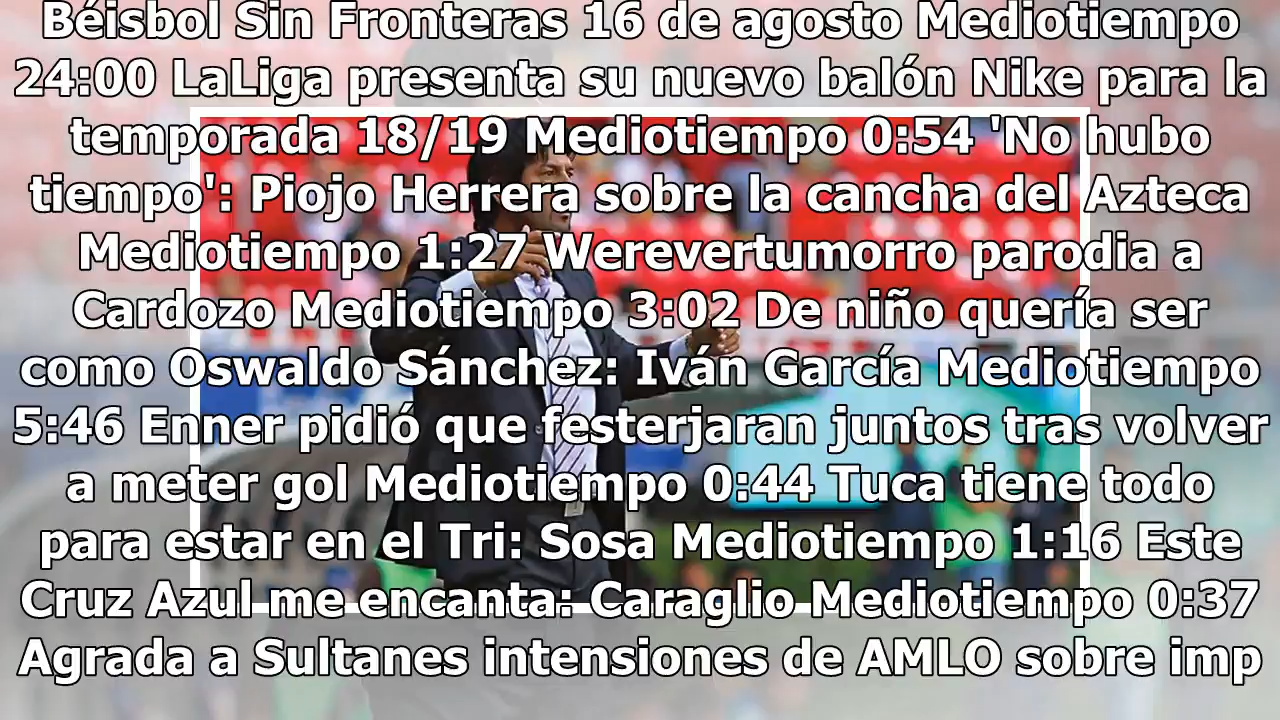 Béisbol Sin Fronteras 16 de agosto Mediotiempo
24:00 LaLiga presenta su nuevo balón Nike para la
temporada 18/19 Mediotiempo 0:54 'No hubo
tiempo': Piojo Herrera sobre la cancha del Azteca
Mediotiempo 1:27 Werevertumorro parodia a
Cardozo Mediotiempo 3:02 De niño quería ser
como Oswaldo Sánchez: Iván García Mediotiempo
5:46 Enner pidió que festerjaran juntos tras volver
a meter gol Mediotiempo 0:44 Tuca tiene todo
para estar en el Tri: Sosa Mediotiempo 1:16 Este
Cruz Azul me encanta: Caraglio Mediotiempo 0:37
Agrada a Sultanes intensiones de AMLO sobre imp